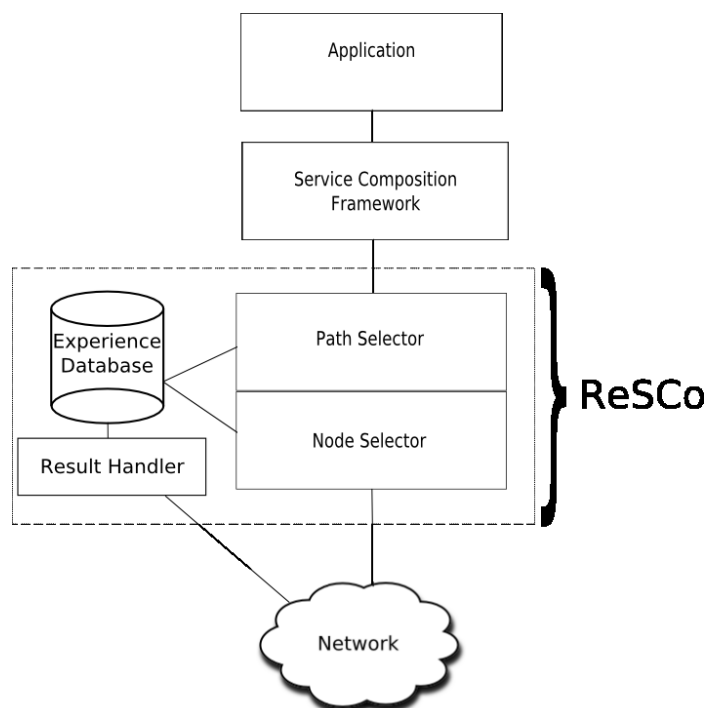 Application
Service Composition
Framework
Experience
Database
Path Selector
ReSCo
Node Selector
Result Handler
Network